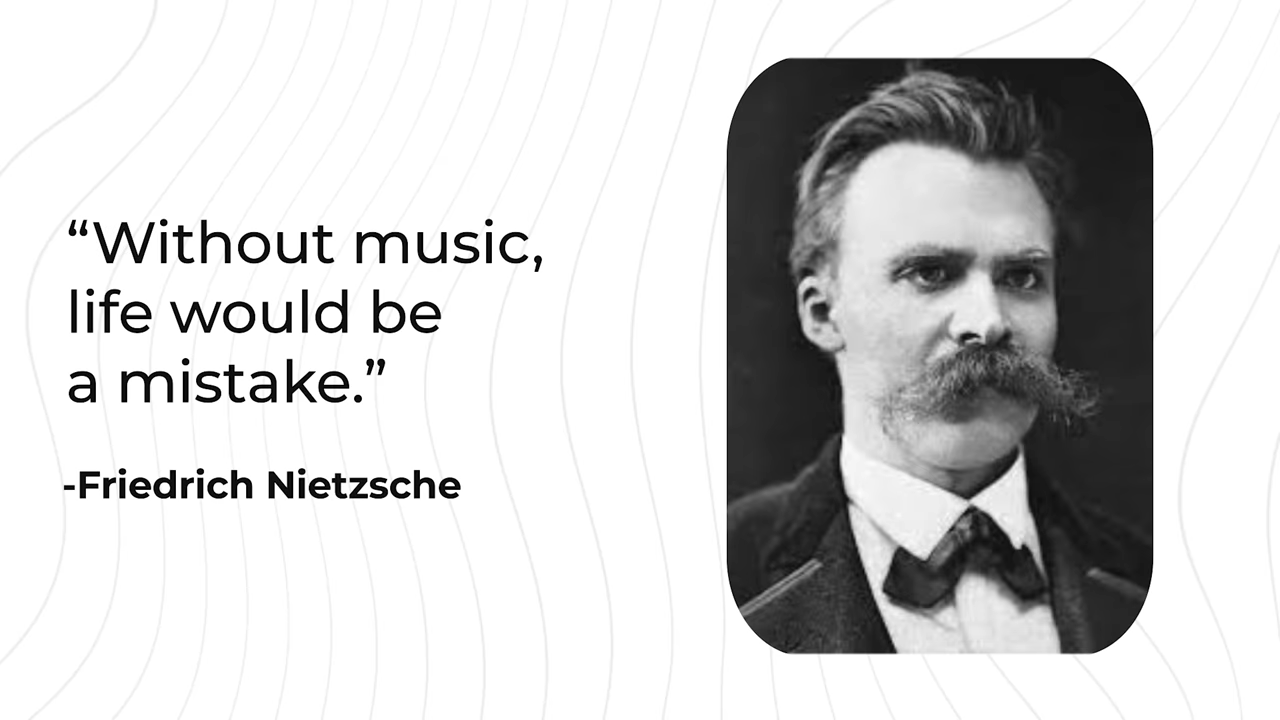 “Without music,
life would be
a mistake.”
-Friedrich Nietzsche